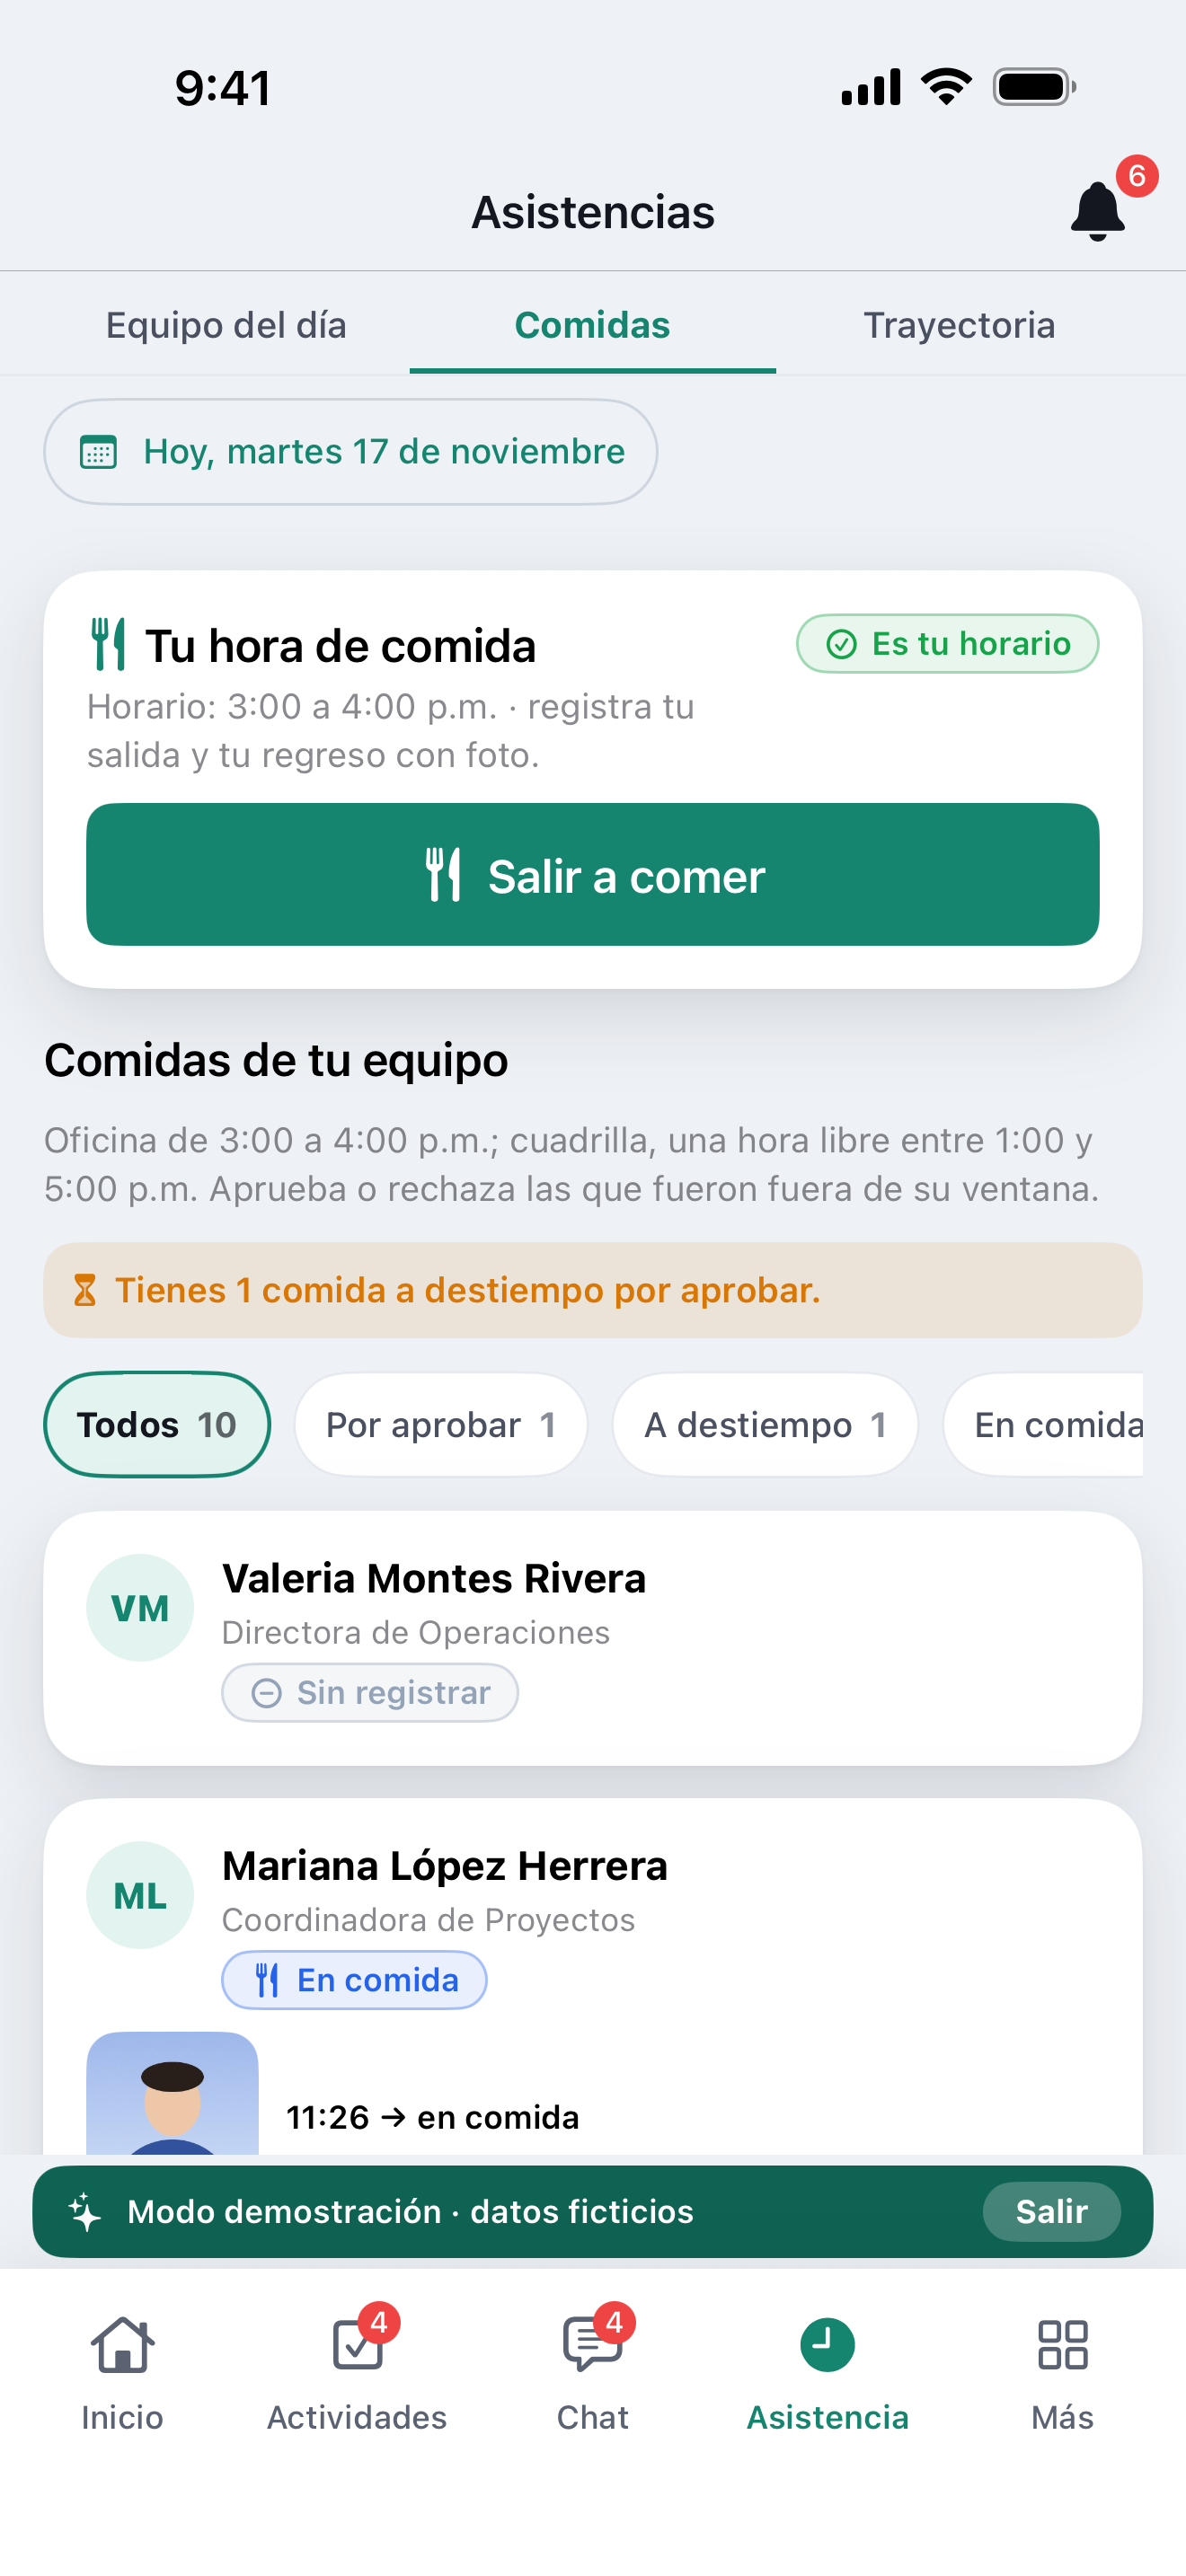 9:41
Asistencias
6
Equipo del día
Comidas
Trayectoria
Hoy, martes 17 de noviembre
Tu hora de comida
Es tu horario
Horario: 3:00 a 4:00 p.m. · registra tu
salida y tu regreso con foto.
Salir a comer
Comidas de tu equipo
Oficina de 3:00 a 4:00 p.m.; cuadrilla, una hora libre entre 1:00 y
5:00 p.m. Aprueba o rechaza las que fueron fuera de su ventana.
Tienes 1 comida a destiempo por aprobar.
Todos 10
Por aprobar 1
A destiempo 1
En comida
VM
Valeria Montes Rivera
Directora de Operaciones
Sin registrar
ML
Mariana López Herrera
Coordinadora de Proyectos
En comida
11:26 → en comida
Modo demostración · datos ficticios
Salir
4
4
Inicio
Actividades
Chat
Asistencia
Más